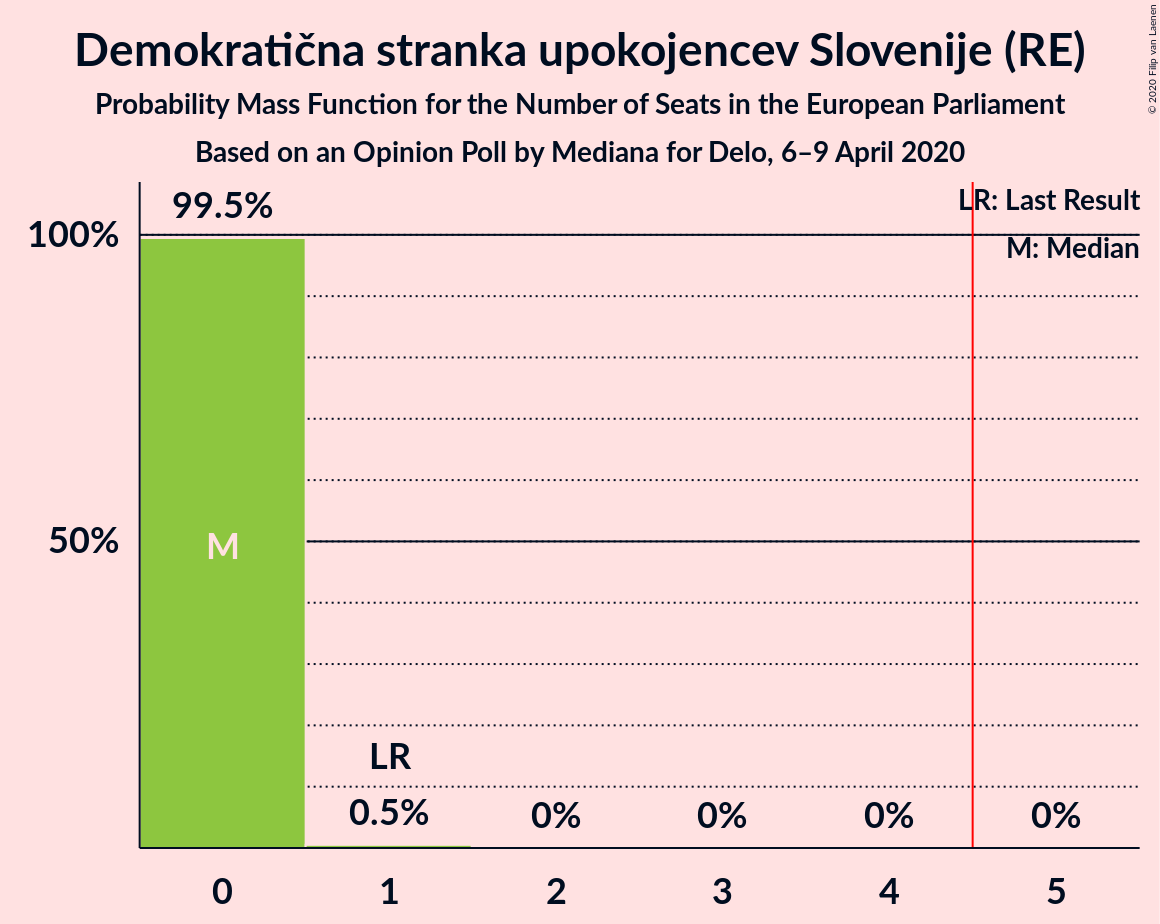 Demokratična stranka upokojencev Slovenije (RE)
Probability Mass Function for the Number of Seats in the European Parliament
Based on an Opinion Poll by Mediana for Delo, 6–9 April 2020
© 2020 Filip van Laenen
LR: Last Result
M: Median
99.5%
100%
50%
M
LR
0.5%
0%
0%
0%
0%
0
1
2
3
4
5